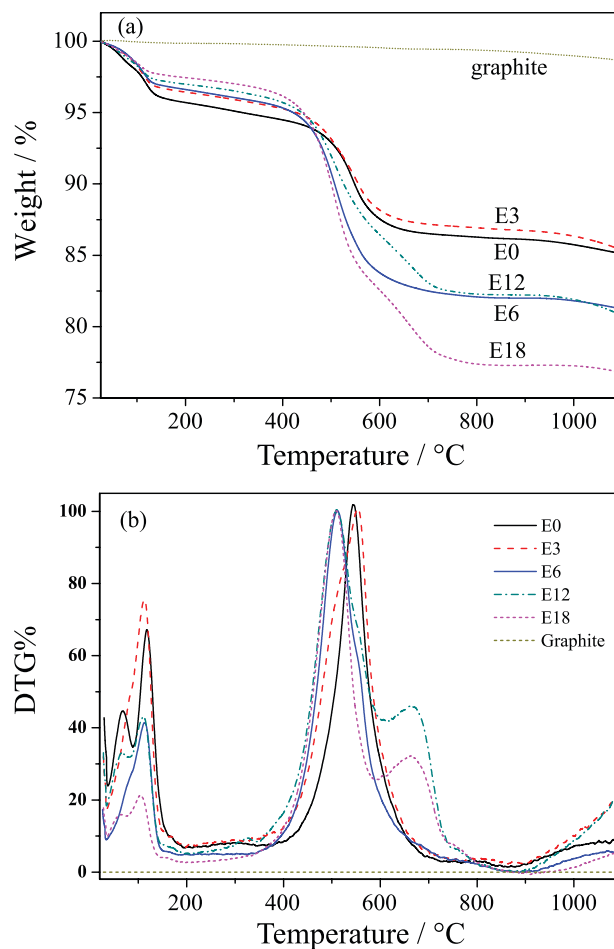 (a)
100
95
90
85
80
75
Weight / %
graphite
E3
E0
E12
E6
E18
200 400 600 800 1000
Temperature / °C
(b)
100
80
60
40
20
0
DTG%
E0
E3
E6
E12
E18
Graphite
200 400 600 800 1000
Temperature / °C